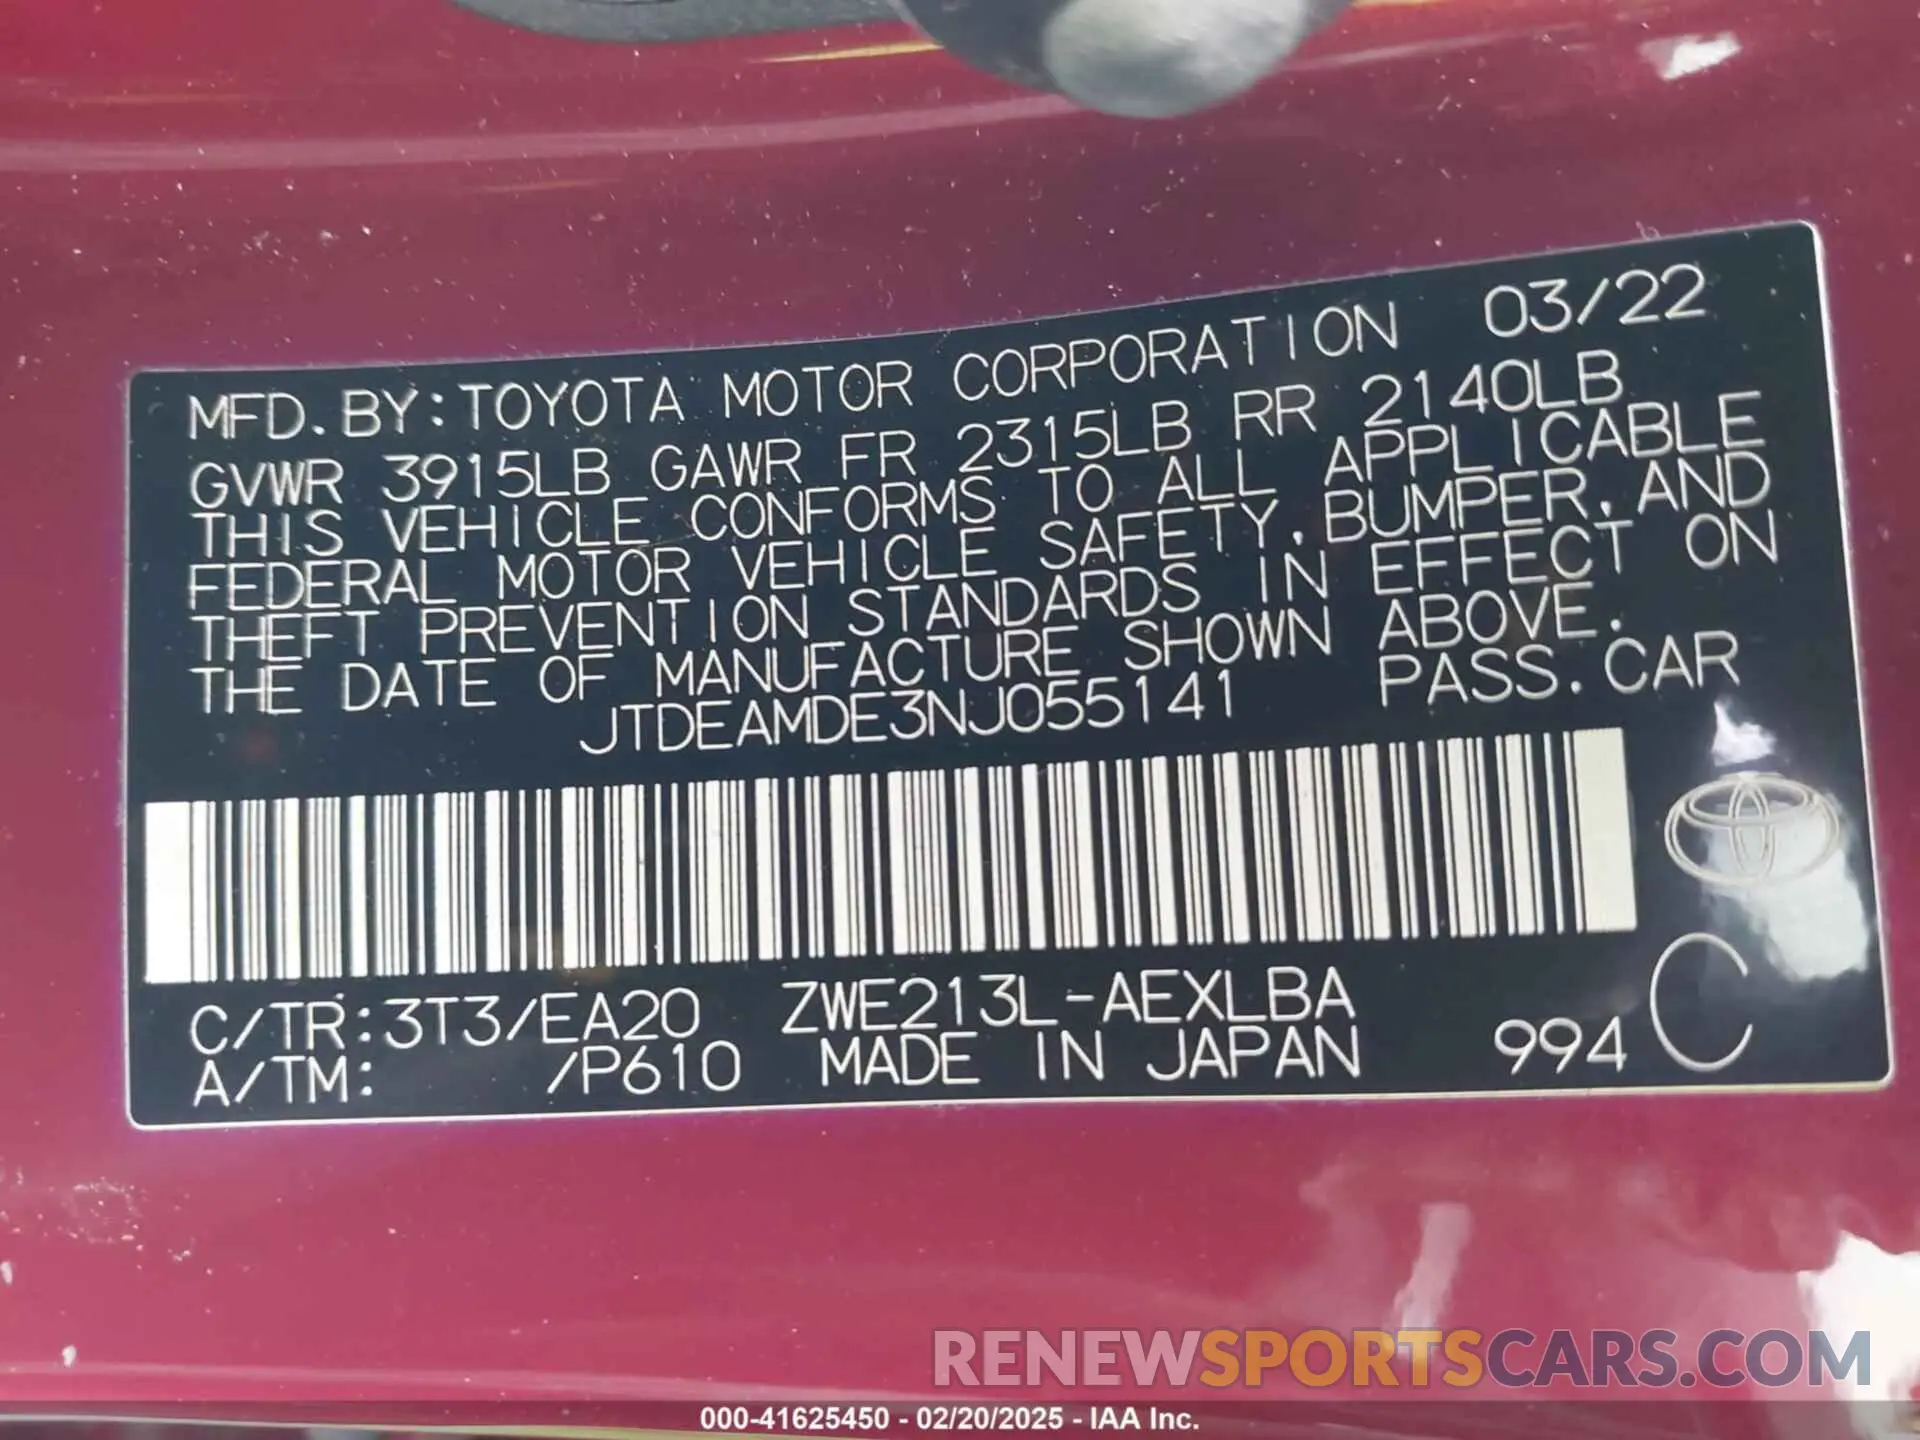 MFD. BY: TOYOTA MOTOR CORPORATION 03/22
GVWR 3915LB GAWR FR 2315LB RR 2140LB
THIS VEHICLE CONFORMS TO ALL APPLICABLE
FEDERAL MOTOR VEHICLE SAFETY, BUMPER, AND
THEFT PREVENTION STANDARDS IN EFFECT ON
THE DATE OF MANUFACTURE SHOWN ABOVE.
JTDEAMDE3NJ055141 PASS. CAR
C/TR: 3T3/EA20 ZWE213L-AEXLBA
A/TM: /P610 MADE IN JAPAN 994 C
RENEWSPORTSCARS.COM
000-41625450 - 02/20/2025 - IAA Inc.